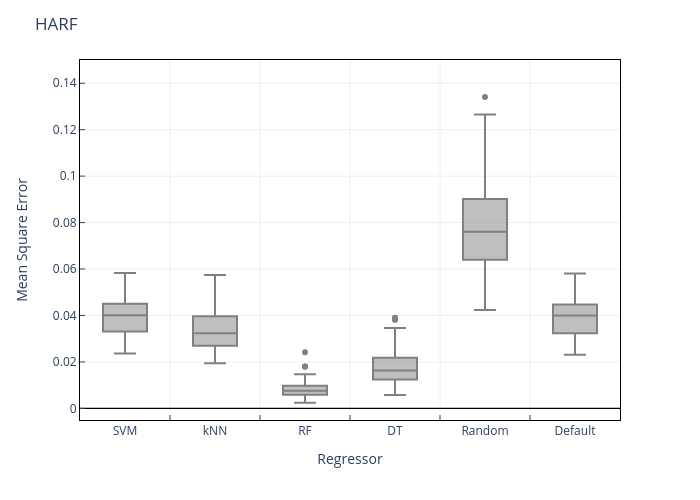 HARF
Mean Square Error
0.14
0.12
0.1
0.08
0.06
0.04
0.02
0
SVM kNN RF DT Random Default
Regressor